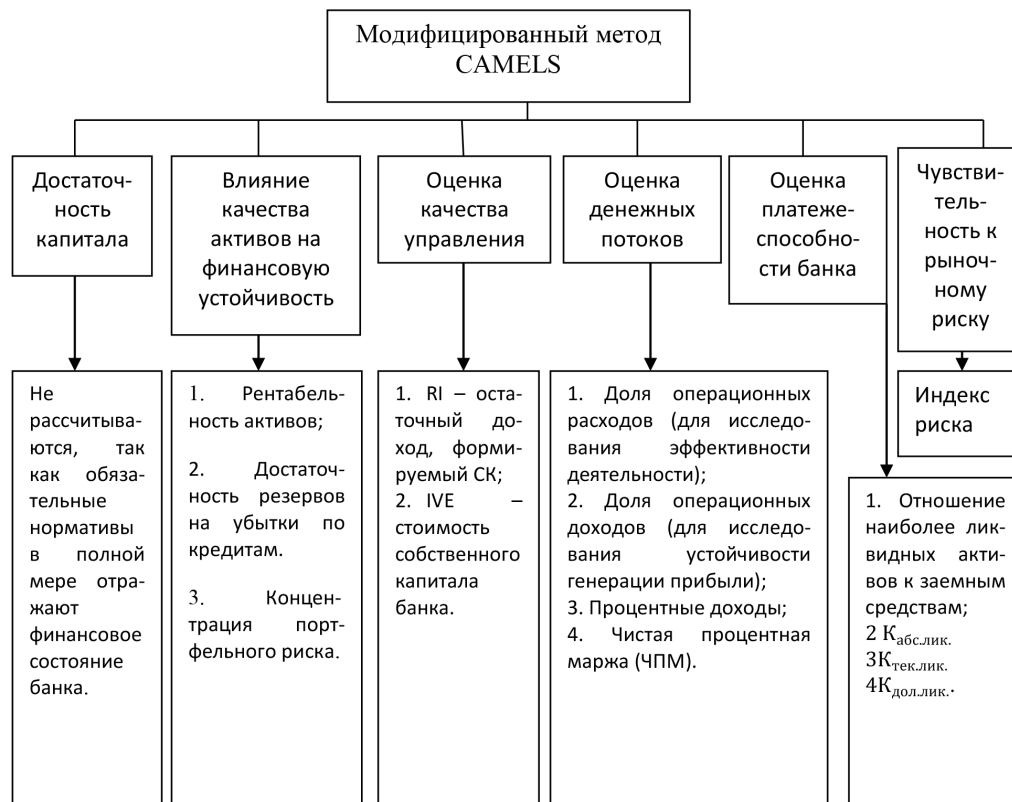 Модифицированный метод
CAMELS
Достаточ-
ность
капитала
Влияние
качества
активов на
финансовую
устойчивость
Оценка
качества
управления
Оценка
денежных
потоков
Оценка
платеже-
способно-
сти банка
Чувстви-
тель-
ность к
рыноч-
ному
риску
Не
рассчитыва-
ются, так
как обяза-
тельные
нормативы
в полной
мере отра-
жают
финансовое
состояние
банка.
1. Рентабель-
ность активов;
2. Достаточ-
ность резервов
на убытки по
кредитам.
3. Концен-
трация порт-
фельного риска.
1. RI – оста-
точный до-
ход, форми-
руемый СК;
2. IVE –
стоимость
собственного
капитала
банка.
1. Доля операционных
расходов (для исследо-
вания эффективности
деятельности);
2. Доля операционных
доходов (для исследо-
вания устойчивости
генерации прибыли);
3. Процентные доходы;
4. Чистая процентная
маржа (ЧПМ).
Индекс
риска
1. Отношение
наиболее лик-
видных акти-
вов к заемным
средствам;
2 Кабс.лик.
3Ктек.лик.
4Кдол.лик..